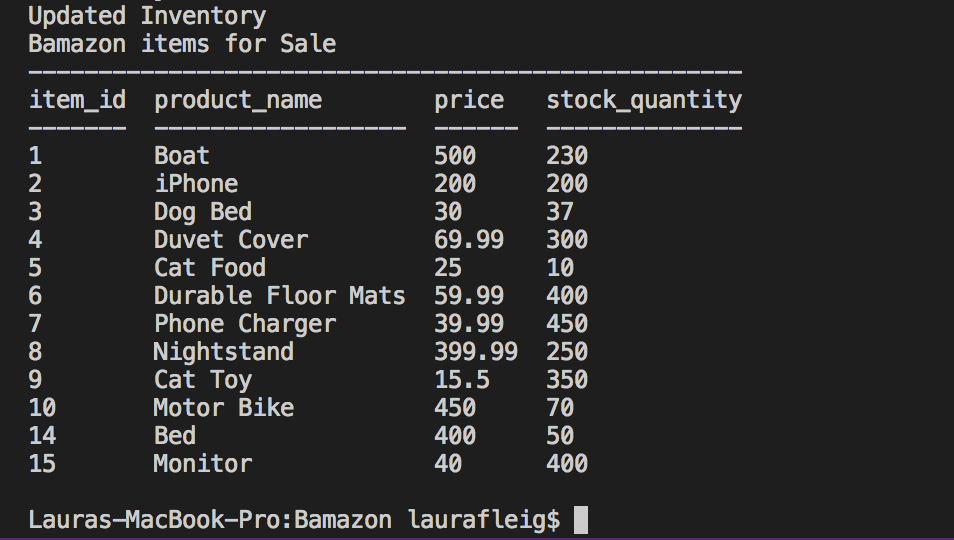 Updated Inventory
Bamazon items for Sale
---------------------------------------------------
item_id  product_name        price   stock_quantity
-------  ------------------  ------  --------------
1        Boat                500     230
2        iPhone              200     200
3        Dog Bed             30      37
4        Duvet Cover         69.99   300
5        Cat Food            25      10
6        Durable Floor Mats  59.99   400
7        Phone Charger       39.99   450
8        Nightstand          399.99  250
9        Cat Toy             15.5    350
10       Motor Bike          450     70
14       Bed                 400     50
15       Monitor             40      400
Lauras-MacBook-Pro:Bamazon laurafleig$